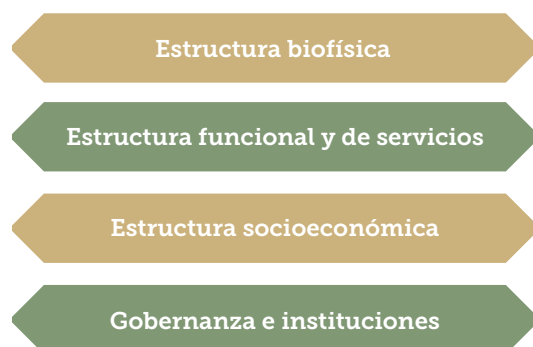 Estructura biofísica
Estructura funcional y de servicios
Estructura socioeconómica
Gobernanza e instituciones